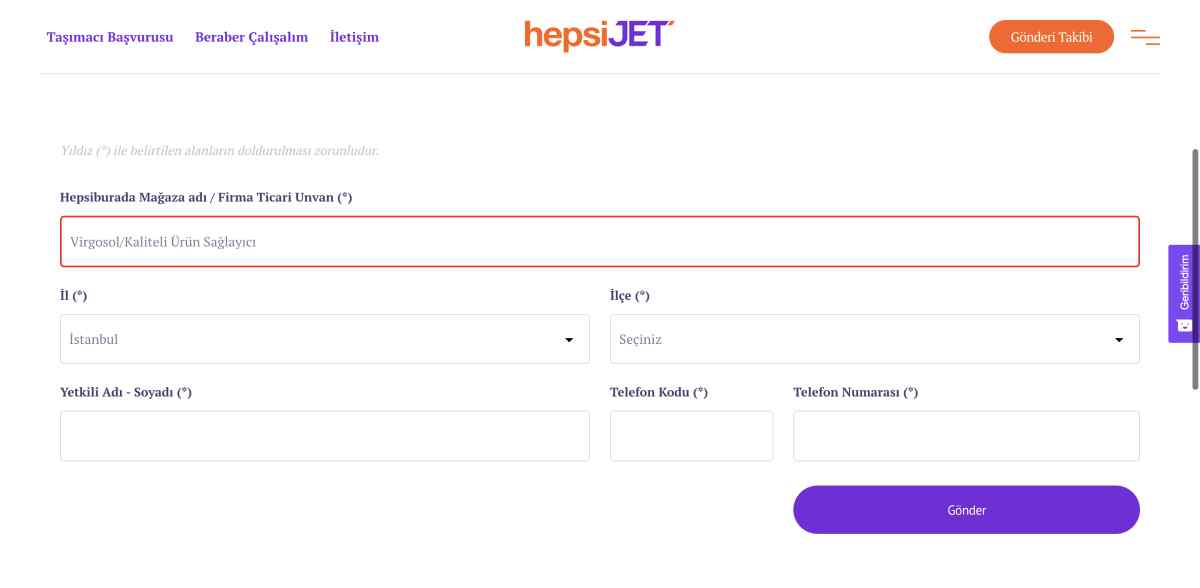 Taşımacı Başvurusu Beraber Çalışalım İletişim hepsiJET Gönderi Takibi
Yıldız (*) ile belirtilen alanların doldurulması zorunludur.
Hepsiburada Mağaza adı / Firma Ticari Unvan (*)
Virgosol/Kaliteli Ürün Sağlayıcı
İl (*) İlçe (*)
İstanbul Seçiniz
Yetkili Adı - Soyadı (*) Telefon Kodu (*) Telefon Numarası (*)
Gönder
Geribildirim